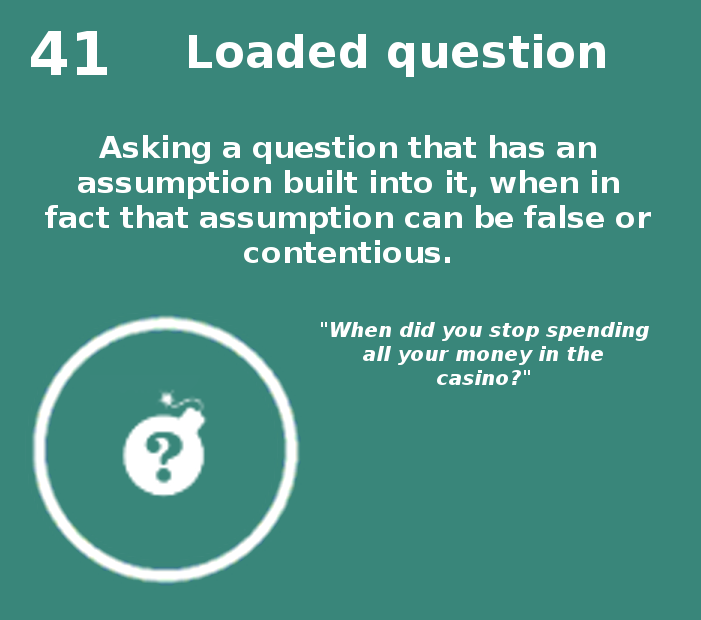 41 Loaded question
Asking a question that has an
assumption built into it, when in
fact that assumption can be false or
contentious.
"When did you stop spending
all your money in the
casino?"
?